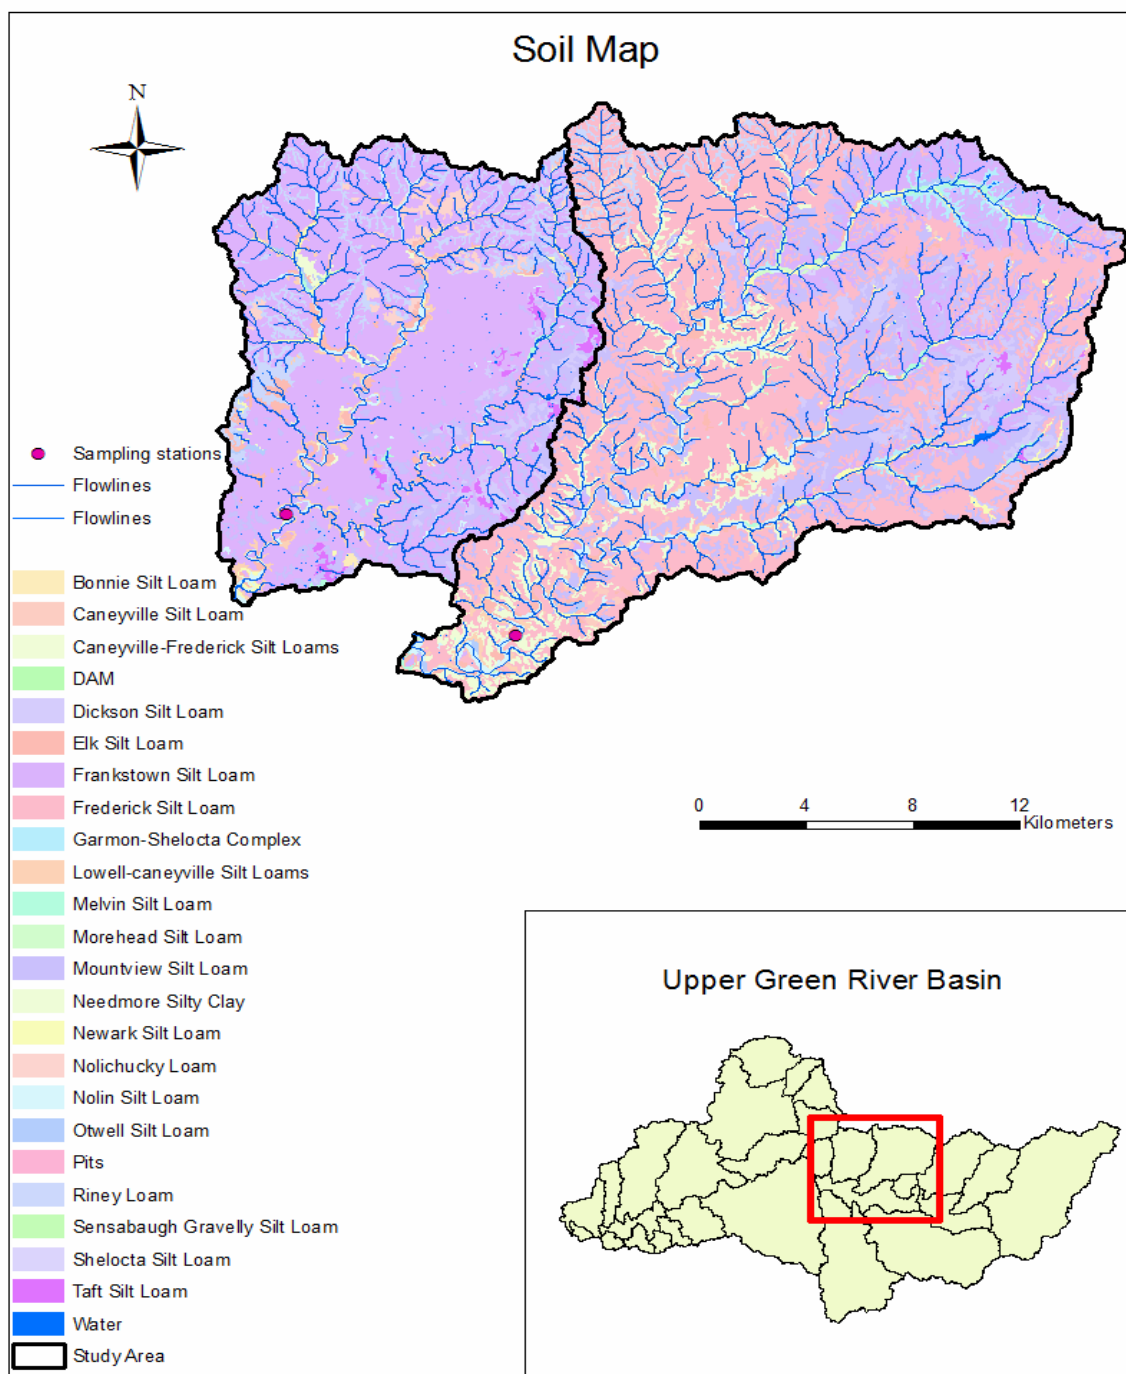 Soil Map
N
Sampling stations
Flowlines
Flowlines
Bonnie Silt Loam
Caneyville Silt Loam
Caneyville-Frederick Silt Loams
DAM
Dickson Silt Loam
Elk Silt Loam
Frankstown Silt Loam
Frederick Silt Loam
Garmon-Shelocta Complex
Lowell-caneyville Silt Loams
Melvin Silt Loam
Morehead Silt Loam
Mountview Silt Loam
Needmore Silty Clay
Newark Silt Loam
Nolichucky Loam
Nolin Silt Loam
Otwell Silt Loam
Pits
Riney Loam
Sensabaugh Gravelly Silt Loam
Shelocta Silt Loam
Taft Silt Loam
Water
Study Area
0 4 8 12
Kilometers
Upper Green River Basin